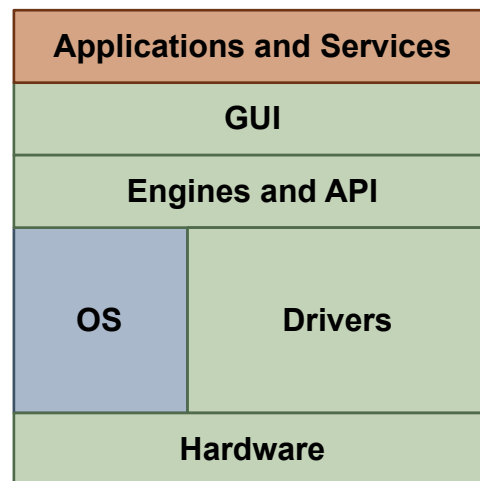 Applications and Services
GUI
Engines and API
OS
Drivers
Hardware